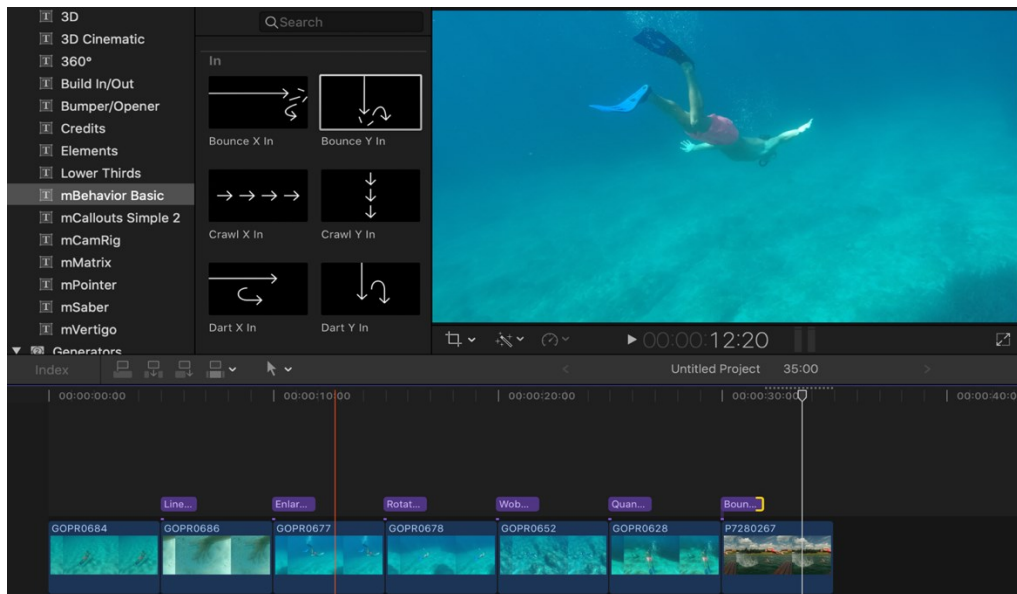 3D
3D Cinematic
360°
Build In/Out
Bumper/Opener
Credits
Elements
Lower Thirds
mBehavior Basic
mCallouts Simple 2
mCamRig
mMatrix
mPointer
mSaber
mVertigo
Generators
Search
In
Bounce X In
Bounce Y In
Crawl X In
Crawl Y In
Dart X In
Dart Y In
00:00:12:20
Index
Untitled Project 35:00
00:00:00:00 00:00:10:00 00:00:20:00 00:00:30:00 00:00:40:0
Line... Enlar... Rotat... Wob... Quan... Boun...
GOPR0684 GOPR0686 GOPR0677 GOPR0678 GOPR0652 GOPR0628 P7280267